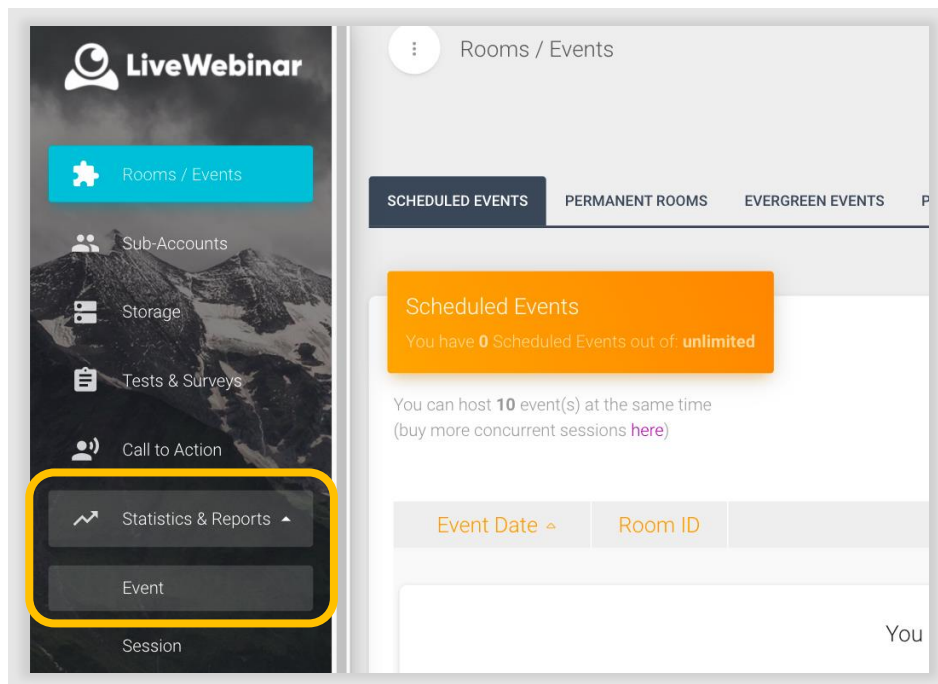 LiveWebinar
Rooms / Events
Sub-Accounts
Storage
Tests & Surveys
Call to Action
Statistics & Reports
Event
Session
Rooms / Events
SCHEDULED EVENTS PERMANENT ROOMS EVERGREEN EVENTS P
Scheduled Events
You have 0 Scheduled Events out of: unlimited
You can host 10 event(s) at the same time
(buy more concurrent sessions here)
Event Date Room ID
You